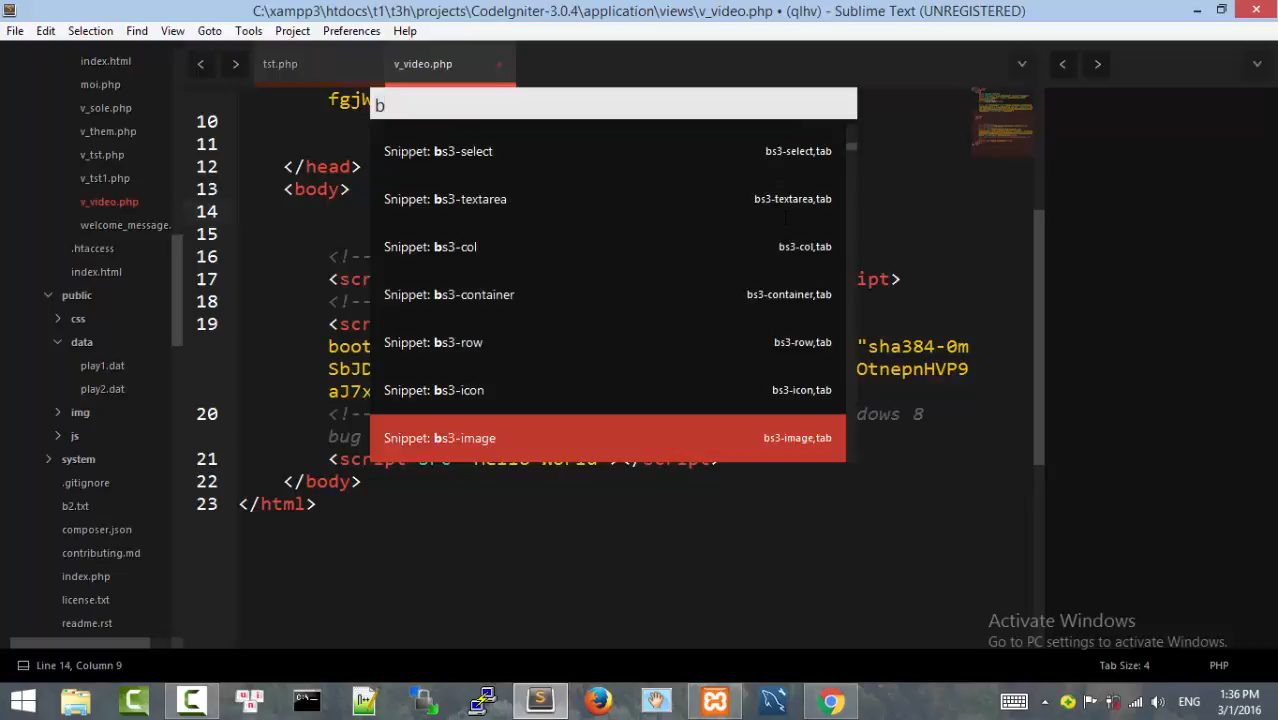 C:\xampp3\htdocs\t1\t3h\projects\CodeIgniter-3.0.4\application\views\v_video.php • (qlhv) - Sublime Text (UNREGISTERED)
File Edit Selection Find View Goto Tools Project Preferences Help
tst.php v_video.php
index.html
moi.php
v_sole.php
v_them.php
v_tst.php
v_tst1.php
v_video.php
welcome_message.
.htaccess
index.html
public
css
data
play1.dat
play2.dat
img
js
system
.gitignore
b2.txt
composer.json
contributing.md
index.php
license.txt
readme.rst
b
Snippet: bs3-select bs3-select,tab
Snippet: bs3-textarea bs3-textarea,tab
Snippet: bs3-col bs3-col,tab
Snippet: bs3-container bs3-container,tab
Snippet: bs3-row bs3-row,tab
Snippet: bs3-icon bs3-icon,tab
Snippet: bs3-image bs3-image,tab
10
11
12 </head>
13 <body>
14
15
16 <!--
17 <scr ipt>
18 <!--
19 <scr
boot "sha384-0m
SbJD OtnepnHVP9
aJ7x
20 <!-- dows 8
bug
21
22 </body>
23 </html>
Activate Windows
Go to PC settings to activate Windows.
Line 14, Column 9 Tab Size: 4 PHP
ENG 1:36 PM
3/1/2016